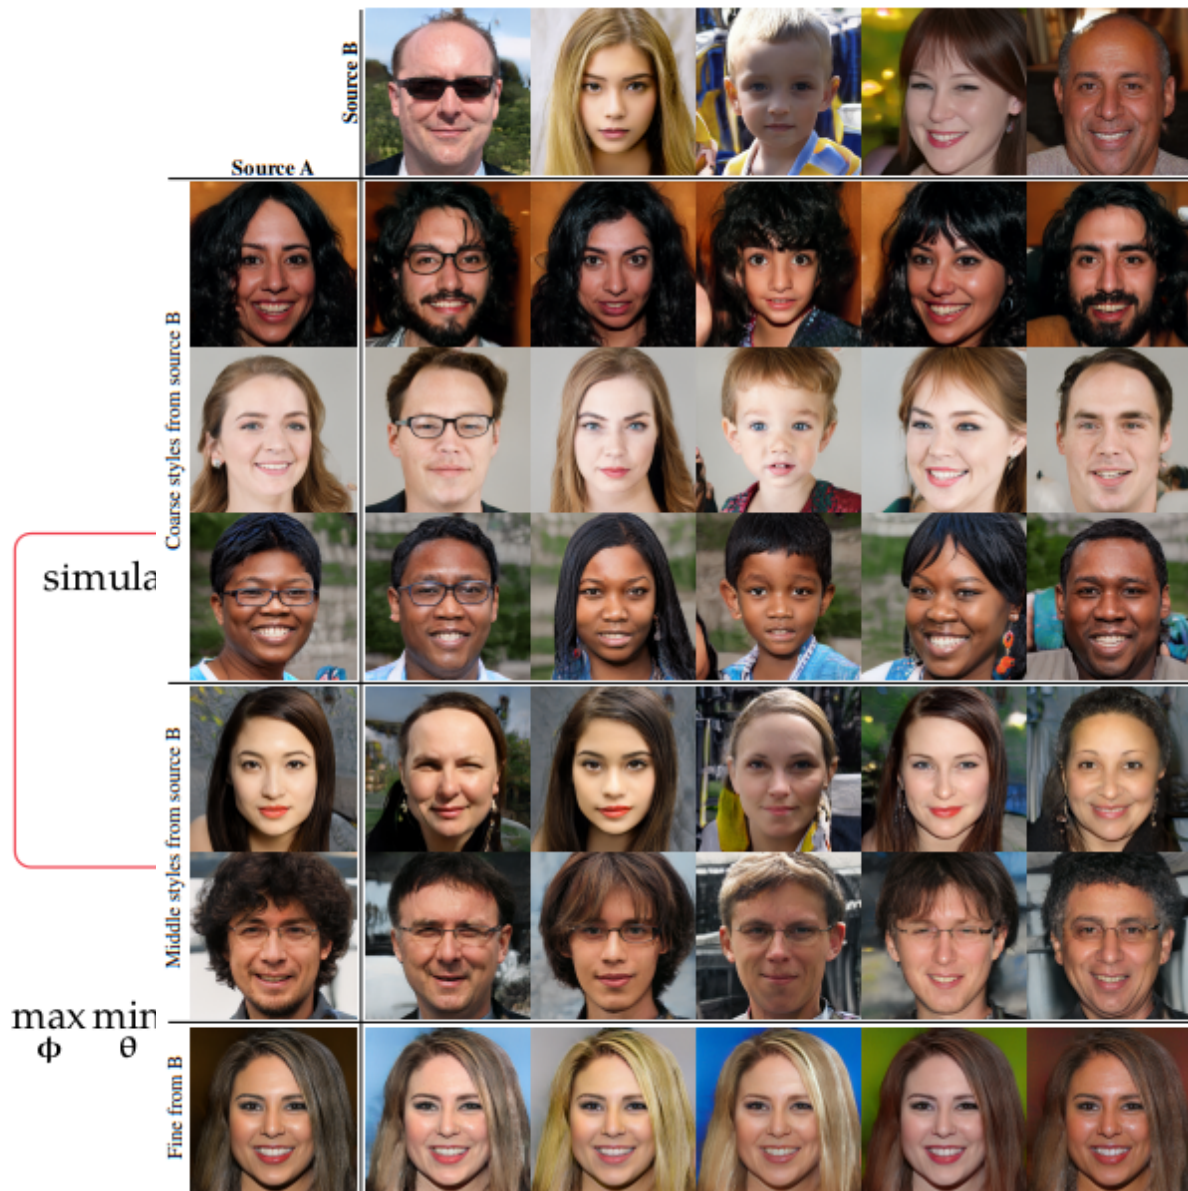 Source B
Source A
Coarse styles from source B
simula
Middle styles from source B
max min
ϕ θ
Fine from B